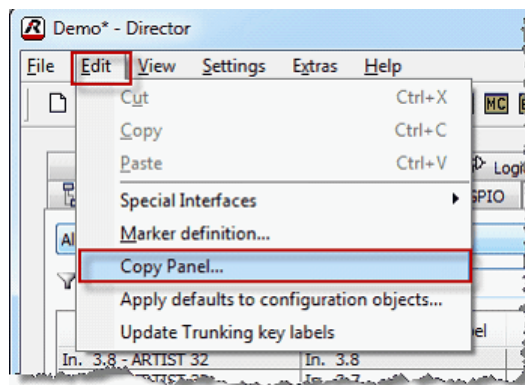 Demo* - Director
File Edit View Settings Extras Help
Cut Ctrl+X
Copy Ctrl+C
Paste Ctrl+V
MC
Special Interfaces
GPIO
Marker definition...
Al
Copy Panel...
Apply defaults to configuration objects...
Update Trunking key labels
In. 3.8 - ARTIST 32 In. 3.8